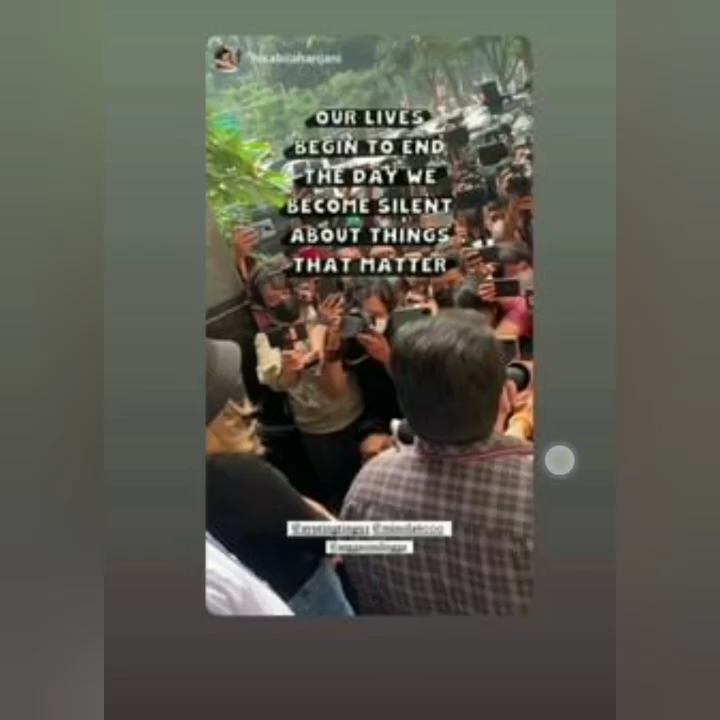 OUR LIVES
BEGIN TO END
THE DAY WE
BECOME SILENT
ABOUT THINGS
THAT MATTER